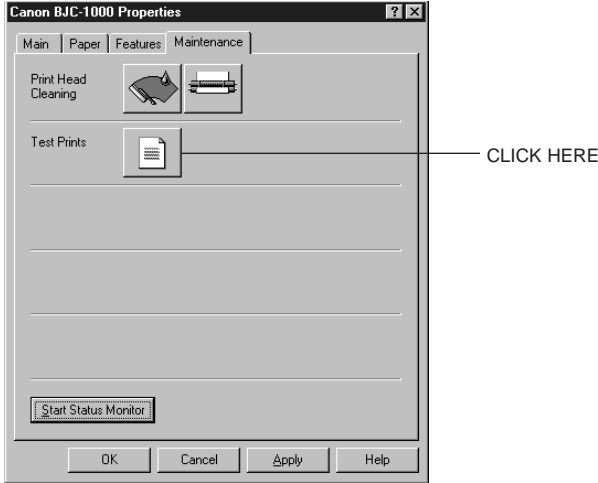 Canon BJC-1000 Properties
Main Paper Features Maintenance
Print Head
Cleaning
Test Prints
CLICK HERE
Start Status Monitor
OK Cancel Apply Help